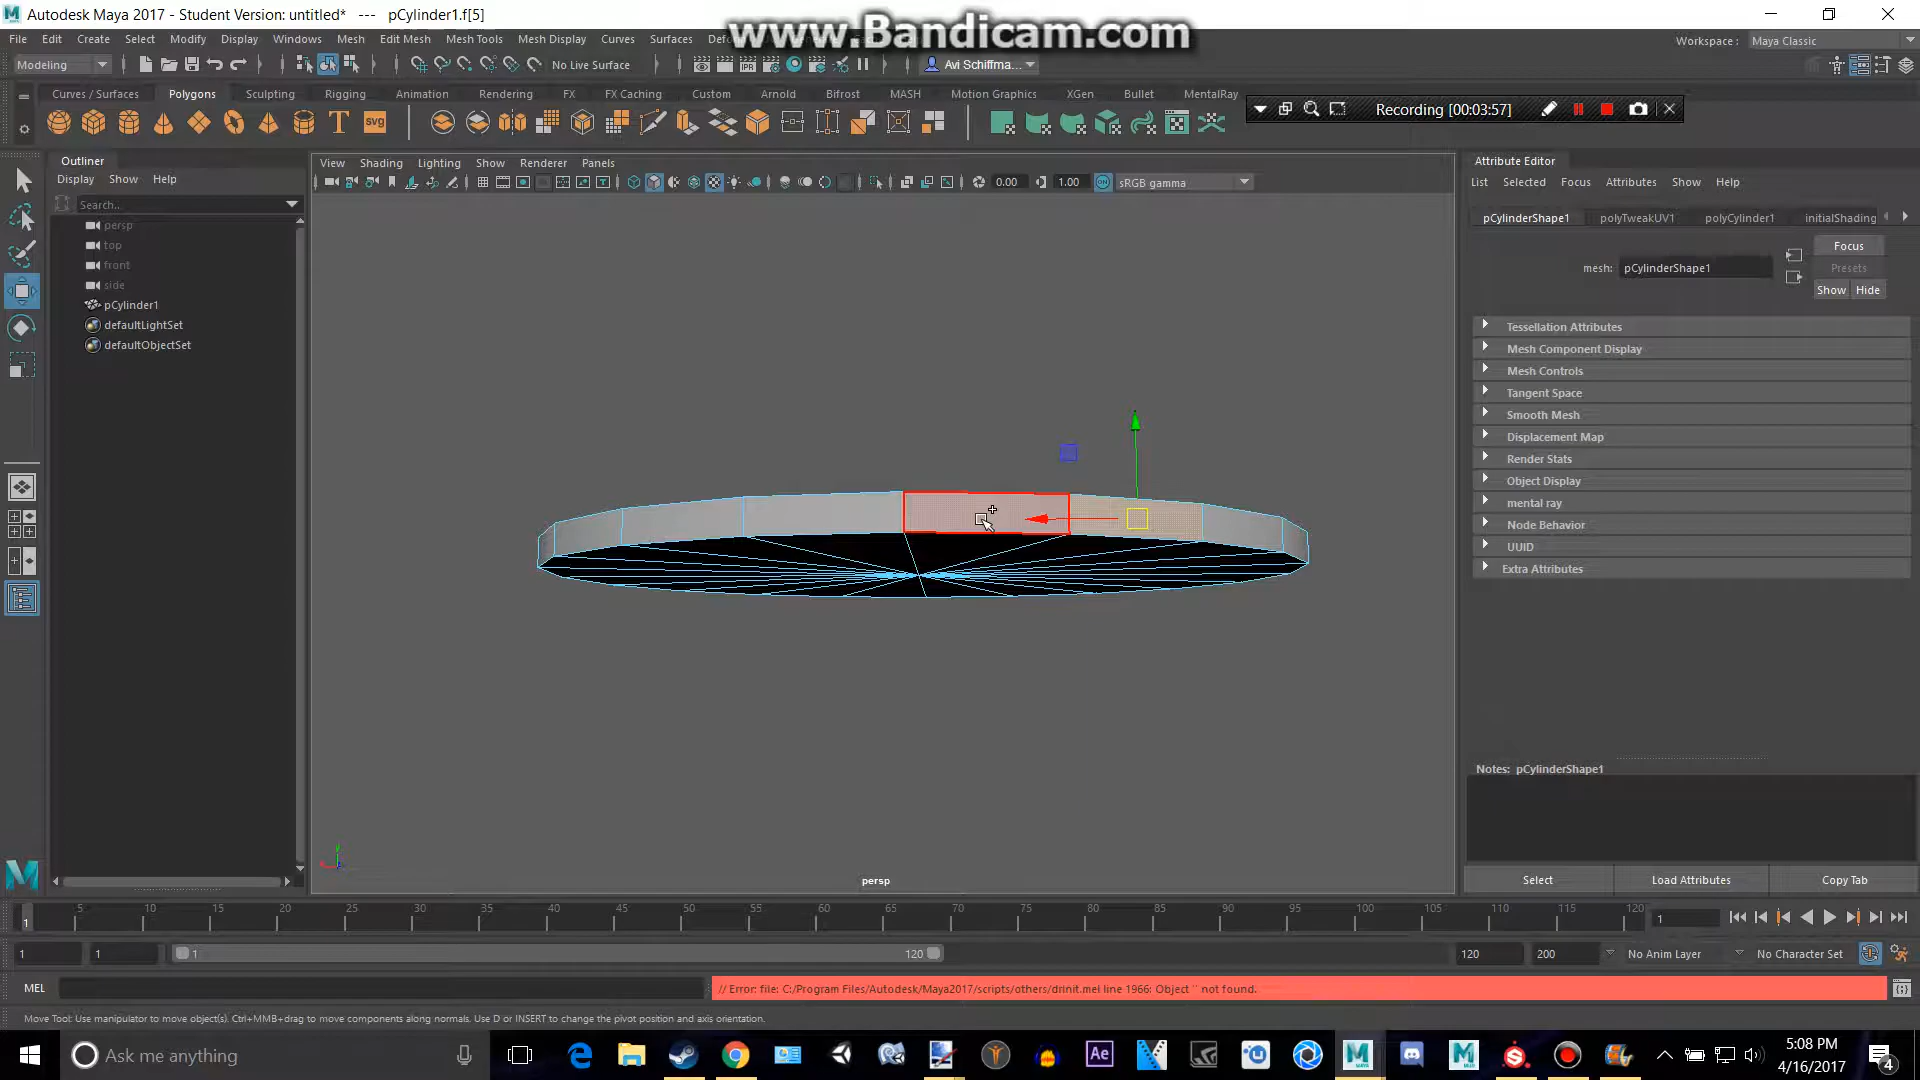 Autodesk Maya 2017 - Student Version: untitled*   ---   pCylinder1.f[5]
www.Bandicam.com
File Edit Create Select Modify Display Windows Mesh Edit Mesh Mesh Tools Mesh Display Curves Surfaces
Workspace : Maya Classic
Modeling No Live Surface Avi Schiffma...
Curves / Surfaces Polygons Sculpting Rigging Animation Rendering FX FX Caching Custom Arnold Bifrost MASH Motion Graphics XGen Bullet MentalRay
Recording [00:03:57]
T svg
Outliner
Display Show Help
Search..
persp
top
front
side
pCylinder1
defaultLightSet
defaultObjectSet
View Shading Lighting Show Renderer Panels
0.00 1.00 sRGB gamma
persp
Attribute Editor
List Selected Focus Attributes Show Help
pCylinderShape1 polyTweakUV1 polyCylinder1 initialShading
Focus
mesh: pCylinderShape1 Presets
Show Hide
Tessellation Attributes
Mesh Component Display
Mesh Controls
Tangent Space
Smooth Mesh
Displacement Map
Render Stats
Object Display
mental ray
Node Behavior
UUID
Extra Attributes
Notes: pCylinderShape1
Select Load Attributes Copy Tab
1 5 10 15 20 25 30 35 40 45 50 55 60 65 70 75 80 85 90 95 100 105 110 115 120 1
1 1 1 120 120 200 No Anim Layer No Character Set
MEL // Error: file: C:/Program Files/Autodesk/Maya2017/scripts/others/drInit.mel line 1966: Object '' not found.
Move Tool: Use manipulator to move object(s). Ctrl+MMB+drag to move components along normals. Use D or INSERT to change the pivot position and axis orientation.
Ask me anything
Ae
5:08 PM
4/16/2017
4